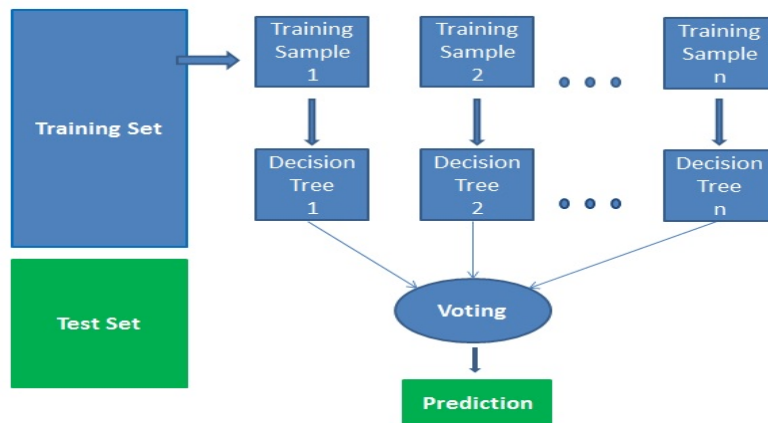 Training Set
Training
Sample
1
Training
Sample
2
Training
Sample
n
Decision
Tree
1
Decision
Tree
2
Decision
Tree
n
Test Set
Voting
Prediction